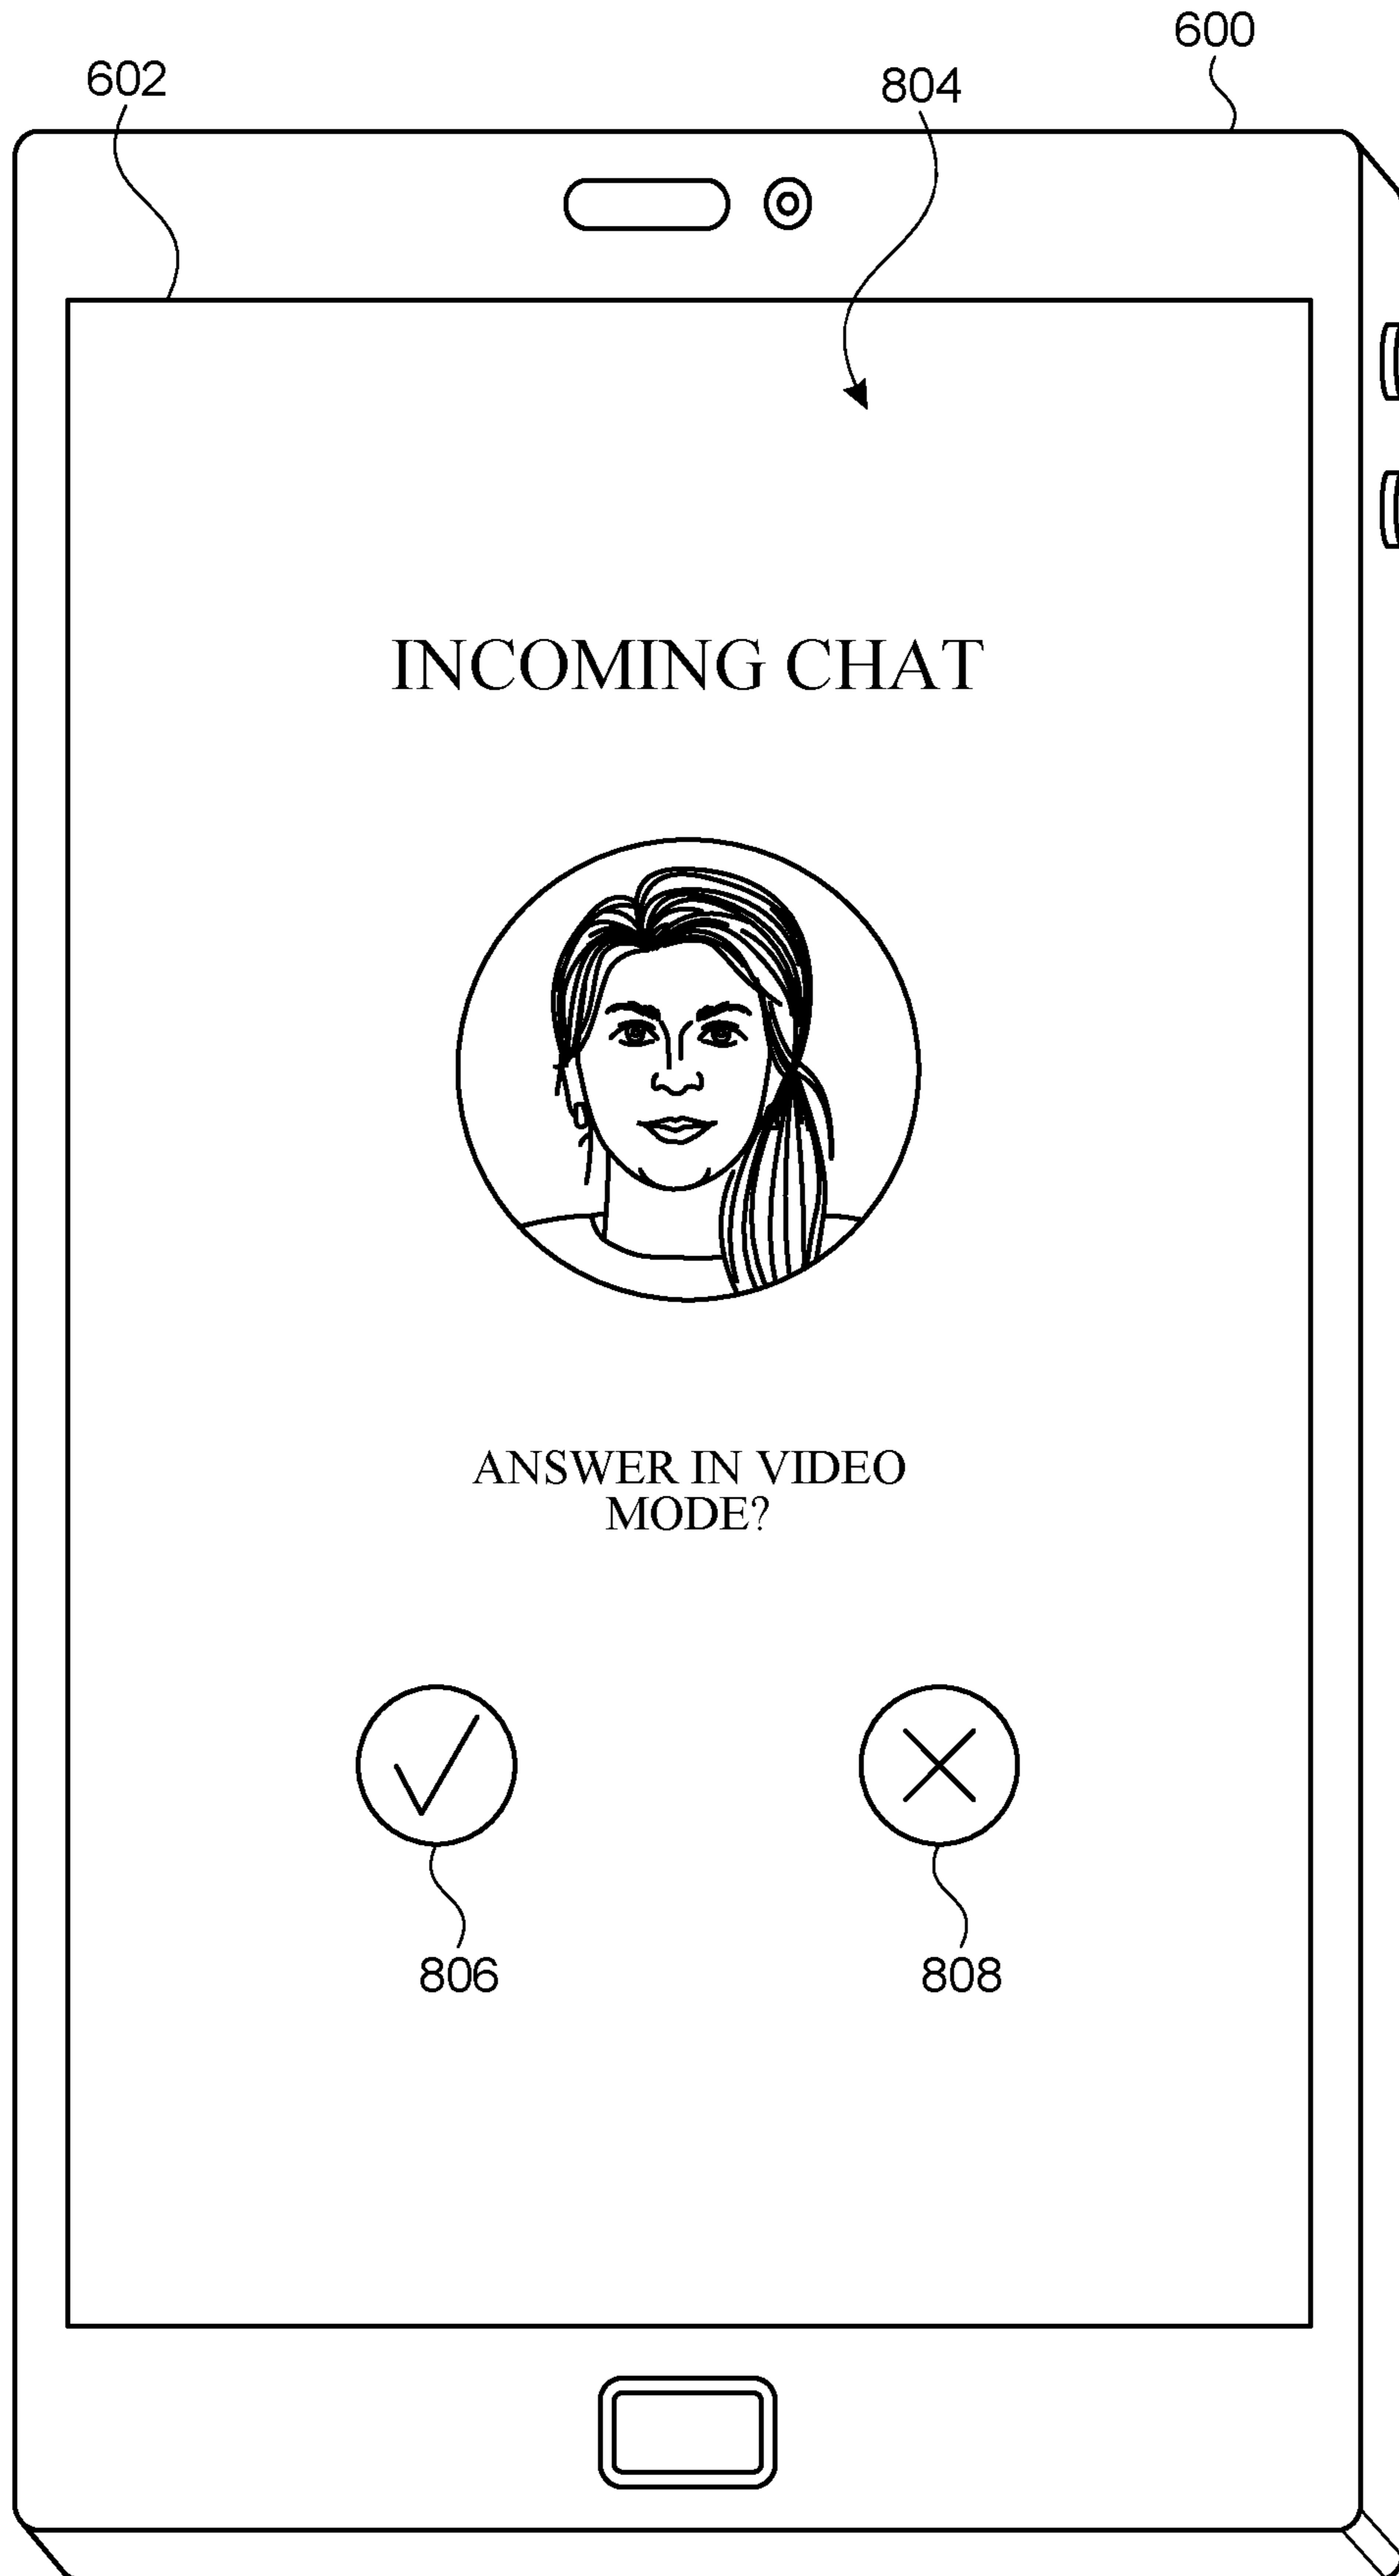 600
602
804
INCOMING CHAT
ANSWER IN VIDEO
MODE?
806
808